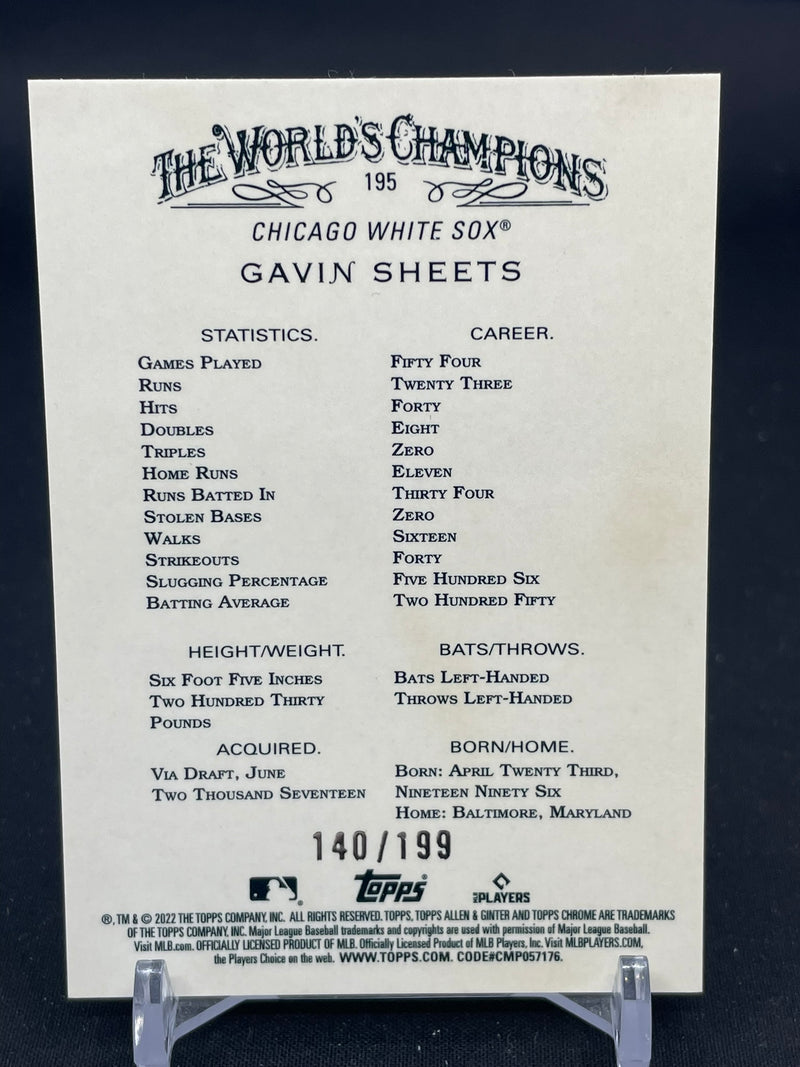 THE WORLD'S CHAMPIONS
195
CHICAGO WHITE SOX®
GAVIN SHEETS
STATISTICS. CAREER.
GAMES PLAYED FIFTY FOUR
RUNS TWENTY THREE
HITS FORTY
DOUBLES EIGHT
TRIPLES ZERO
HOME RUNS ELEVEN
RUNS BATTED IN THIRTY FOUR
STOLEN BASES ZERO
WALKS SIXTEEN
STRIKEOUTS FORTY
SLUGGING PERCENTAGE FIVE HUNDRED SIX
BATTING AVERAGE TWO HUNDRED FIFTY
HEIGHT/WEIGHT. BATS/THROWS.
SIX FOOT FIVE INCHES BATS LEFT-HANDED
TWO HUNDRED THIRTY THROWS LEFT-HANDED
POUNDS
ACQUIRED. BORN/HOME.
VIA DRAFT, JUNE BORN: APRIL TWENTY THIRD,
TWO THOUSAND SEVENTEEN NINETEEN NINETY SIX
HOME: BALTIMORE, MARYLAND
140/199
TOPPS® MLB PLAYERS
®, TM & © 2022 THE TOPPS COMPANY, INC. ALL RIGHTS RESERVED. TOPPS, TOPPS ALLEN & GINTER AND TOPPS CHROME ARE TRADEMARKS
OF THE TOPPS COMPANY, INC. Major League Baseball trademarks and copyrights are used with permission of Major League Baseball.
Visit MLB.com. OFFICIALLY LICENSED PRODUCT OF MLB. Officially Licensed Product of MLB Players, Inc. Visit MLBPLAYERS.COM,
the Players Choice on the web. WWW.TOPPS.COM. CODE#CMP057176.